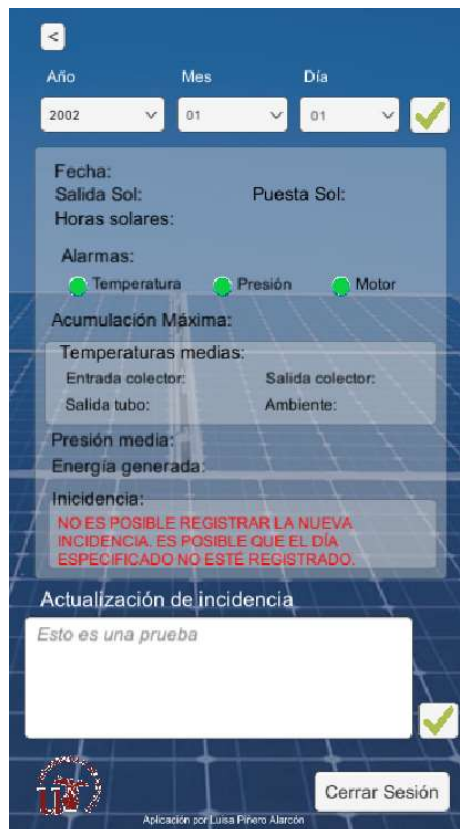 <
Año Mes Día
2002 01 01
Fecha:
Salida Sol: Puesta Sol:
Horas solares:
Alarmas:
Temperatura Presión Motor
Acumulación Máxima:
Temperaturas medias:
Entrada colector: Salida colector:
Salida tubo: Ambiente:
Presión media:
Energía generada:
Inicidencia:
NO ES POSIBLE REGISTRAR LA NUEVA
INCIDENCIA. ES POSIBLE QUE EL DÍA
ESPECIFICADO NO ESTÉ REGISTRADO.
Actualización de incidencia
Esto es una prueba
Cerrar Sesión
Aplicación por Luisa Piñero Alarcón